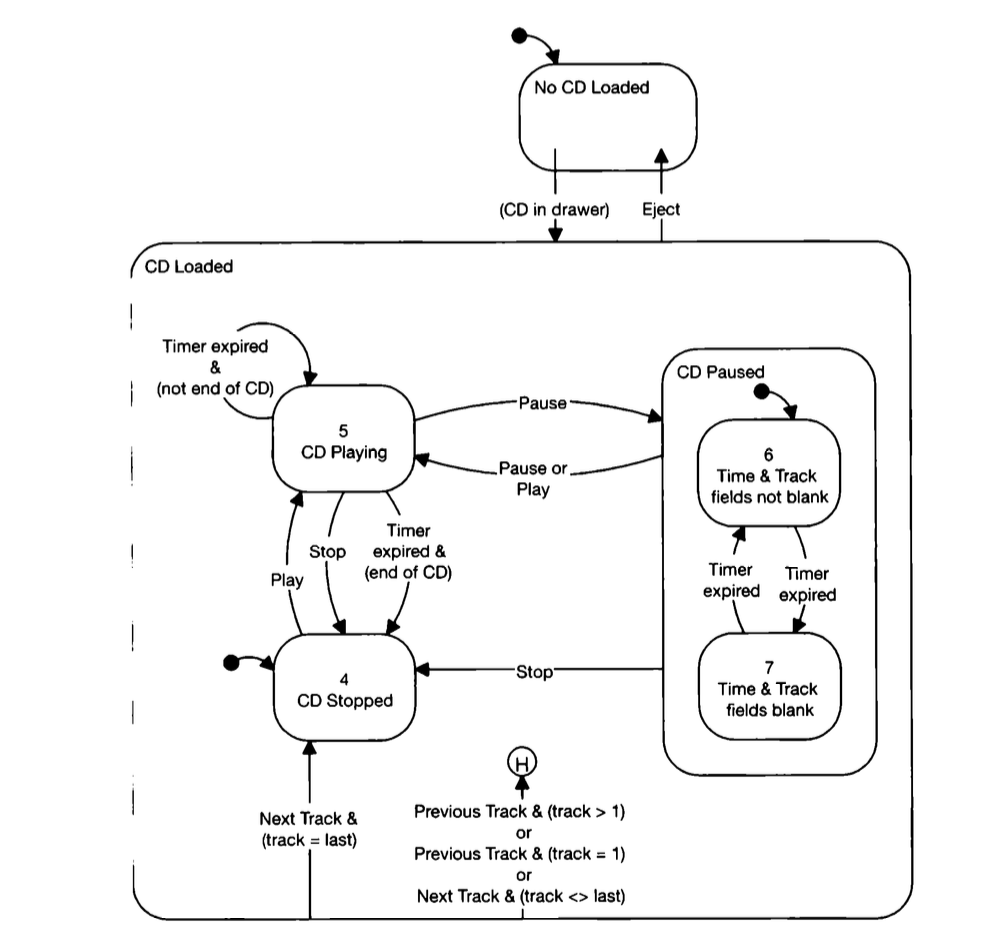 No CD Loaded
(CD in drawer)
Eject
CD Loaded
Timer expired
&
(not end of CD)
5
CD Playing
Pause
Pause or
Play
CD Paused
6
Time & Track
fields not blank
Timer
expired
Timer
expired
7
Time & Track
fields blank
Play
Stop
Timer
expired &
(end of CD)
4
CD Stopped
Stop
H
Next Track &
(track = last)
Previous Track & (track > 1)
or
Previous Track & (track = 1)
or
Next Track & (track <> last)